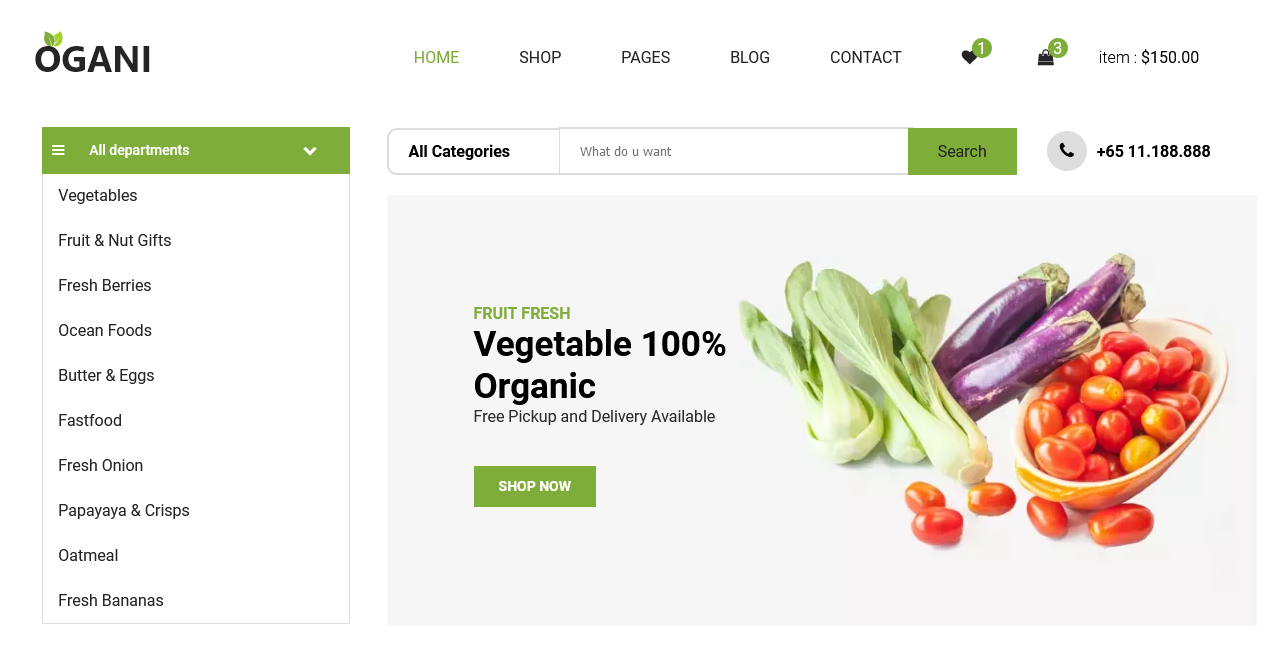 OGANI
HOME SHOP PAGES BLOG CONTACT 1 3 item : $150.00
All departments
All Categories What do u want Search +65 11.188.888
Vegetables
Fruit & Nut Gifts
Fresh Berries
Ocean Foods
Butter & Eggs
Fastfood
Fresh Onion
Papayaya & Crisps
Oatmeal
Fresh Bananas
FRUIT FRESH
Vegetable 100%
Organic
Free Pickup and Delivery Available
SHOP NOW